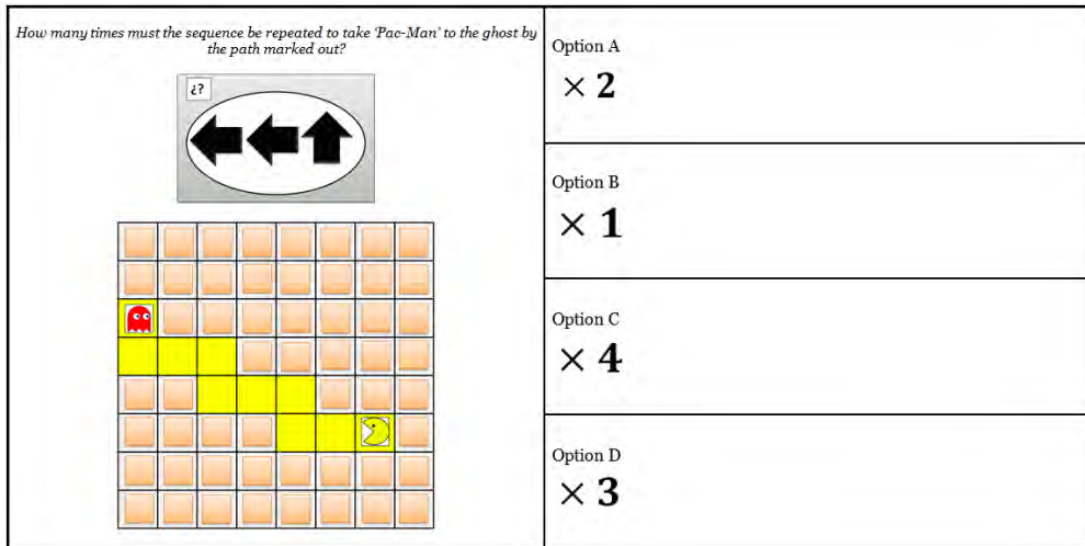 How many times must the sequence be repeated to take 'Pac-Man' to the ghost by
the path marked out?
¿?
Option A
× 2
Option B
× 1
Option C
× 4
Option D
× 3